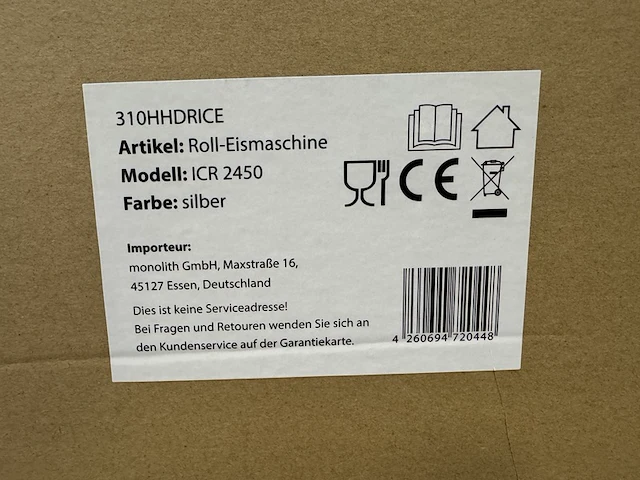 310HHDRICE
Artikel: Roll-Eismaschine
Modell: ICR 2450
Farbe: silber
CE
Importeur:
monolith GmbH, Maxstraße 16,
45127 Essen, Deutschland
Dies ist keine Serviceadresse!
Bei Fragen und Retouren wenden Sie sich an
den Kundenservice auf der Garantiekarte.
4 260694 720448